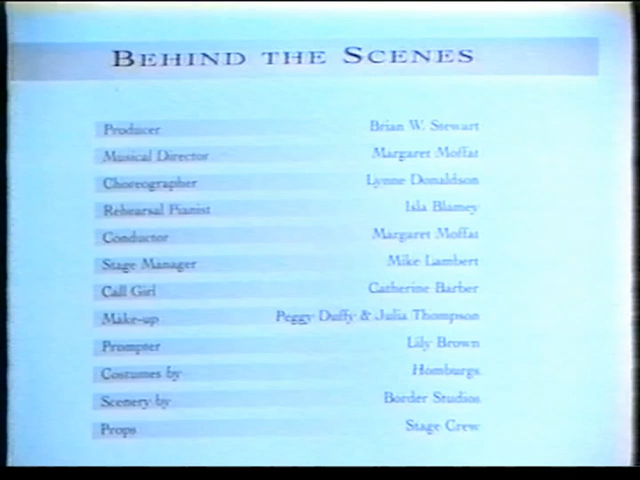 BEHIND THE SCENES
Producer Brian W. Stewart
Musical Director Margaret Moffat
Choreographer Lynne Donaldson
Rehearsal Pianist Isla Blamey
Conductor Margaret Moffat
Stage Manager Mike Lambert
Call Girl Catherine Barber
Make-up Peggy Duffy & Julia Thompson
Prompter Lily Brown
Costumes by Homburgs
Scenery by Border Studios
Props Stage Crew